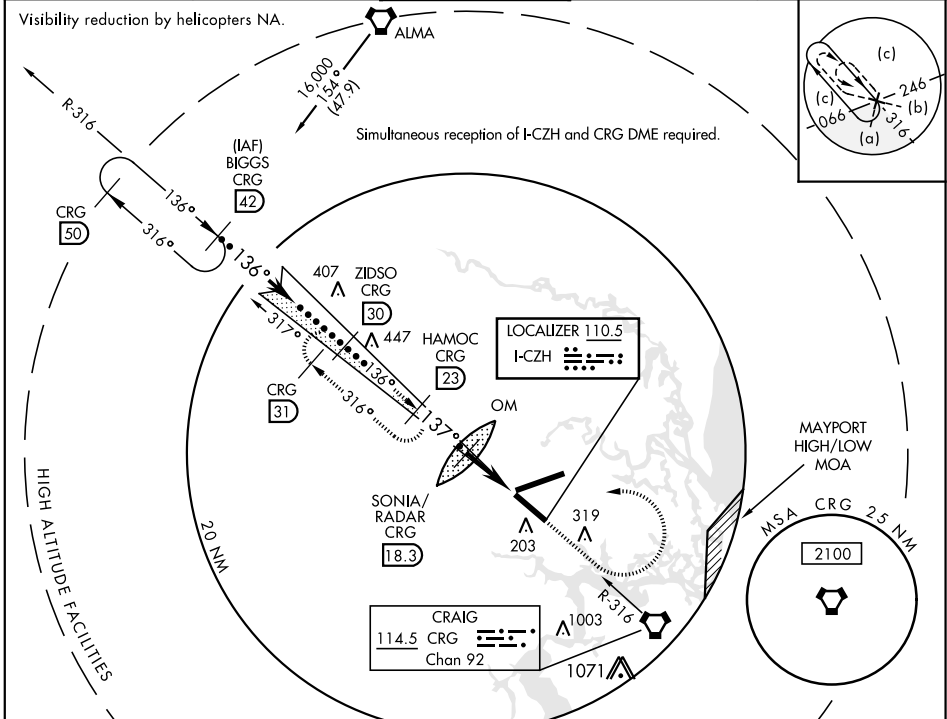 Visibility reduction by helicopters NA.
ALMA
16,000
154°
(47.9)
R-316
Simultaneous reception of I-CZH and CRG DME required.
(c)
246
(c)
(b)
066
316
(a)
(IAF)
BIGGS
CRG
42
CRG
50
136°
316°
136°
407
ZIDSO
CRG
30
447
317°
136°
HAMOC
CRG
23
LOCALIZER 110.5
I-CZH
CRG
31
316°
137°
OM
MAYPORT
HIGH/LOW
MOA
SONIA/
RADAR
CRG
18.3
319
203
MSA CRG 25 NM
2100
20 NM
HIGH ALTITUDE FACILITIES
R-316
CRAIG
114.5 CRG
Chan 92
1003
1071